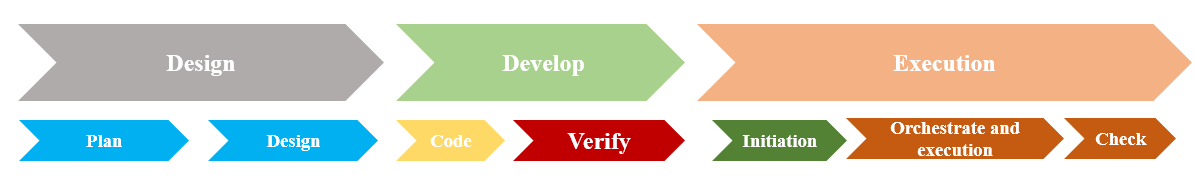 Design
Develop
Execution
Plan
Design
Code
Verify
Initiation
Orchestrate and
execution
Check